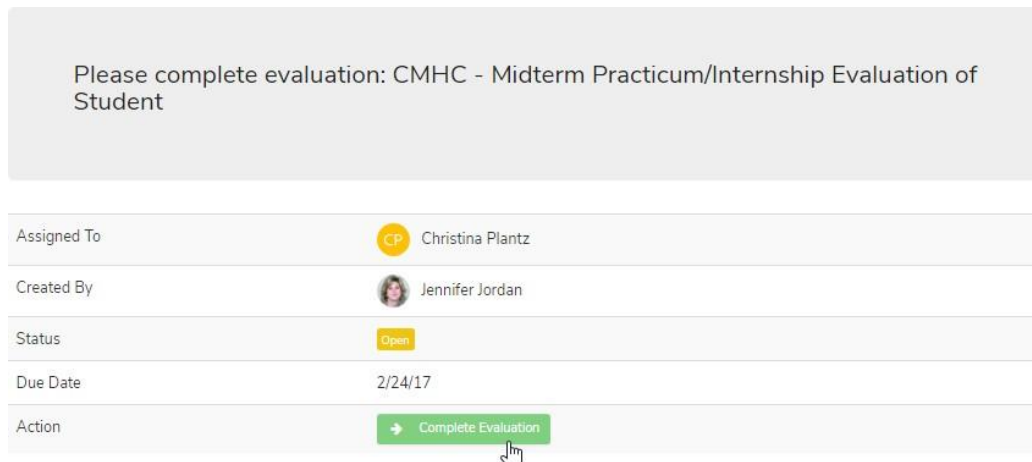 Please complete evaluation: CMHC - Midterm Practicum/Internship Evaluation of
Student
Assigned To CP Christina Plantz
Created By Jennifer Jordan
Status Open
Due Date 2/24/17
Action Complete Evaluation